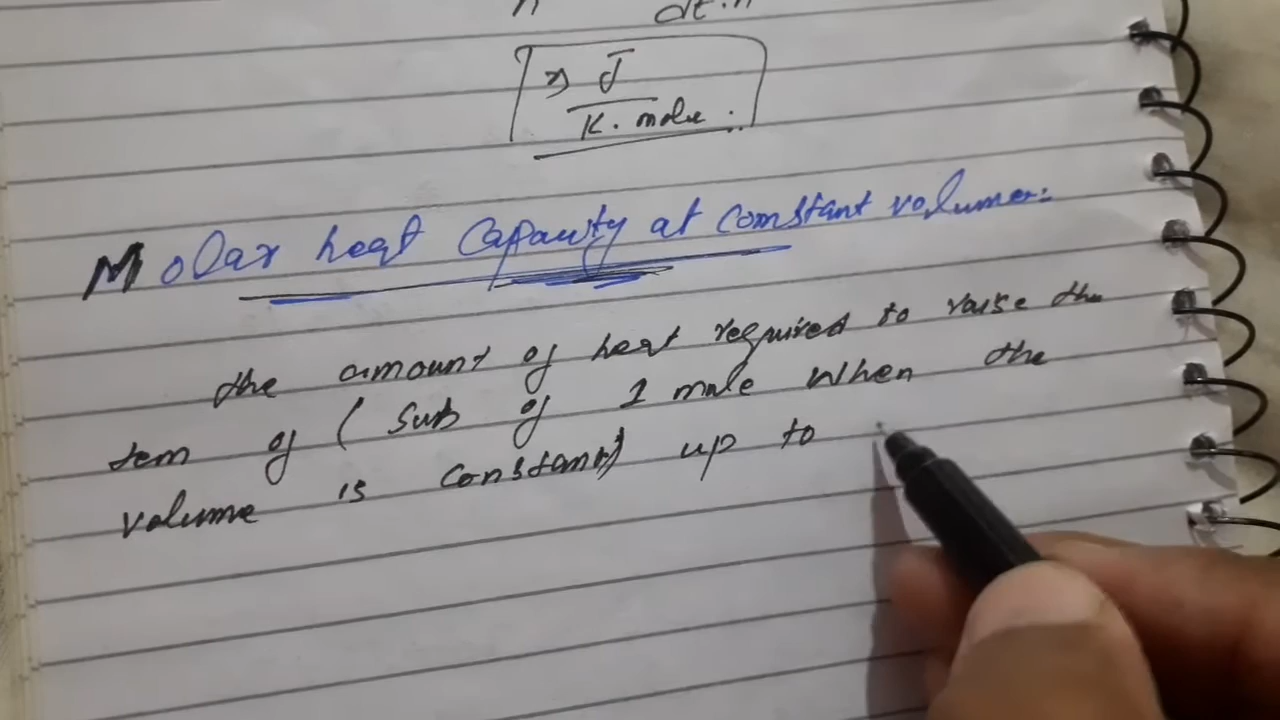 dt.n
J
K. mole.
Molar heat Capacity at constant volume:
the amount of heat required to raise the
tem of ( sub of 1 mole when the
volume is constant) up to